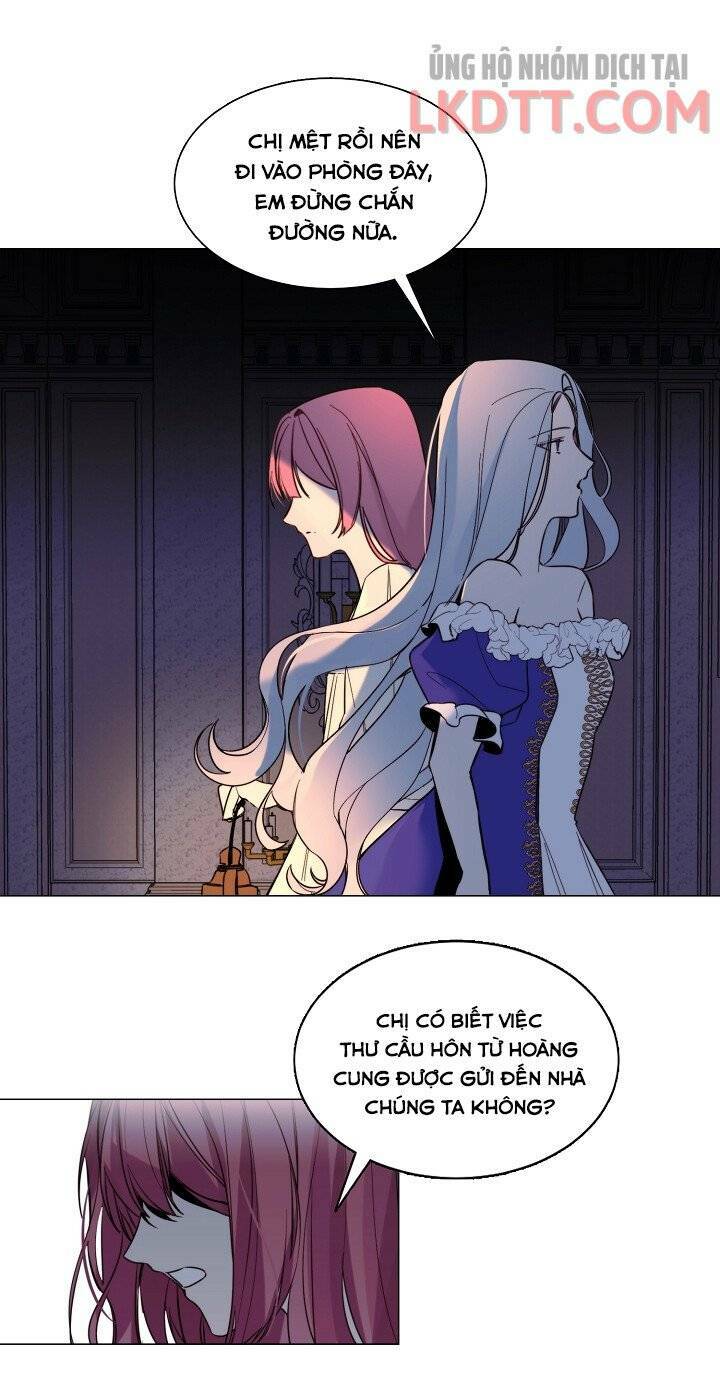 ỦNG HỘ NHÓM DỊCH TẠI
LKDTT.COM
CHỊ MỆT RỒI NÊN
ĐI VÀO PHÒNG ĐÂY,
EM ĐỪNG CHẮN
ĐƯỜNG NỮA.
CHỊ CÓ BIẾT VIỆC
THƯ CẦU HÔN TỪ HOÀNG
CUNG ĐƯỢC GỬI ĐẾN NHÀ
CHÚNG TA KHÔNG?